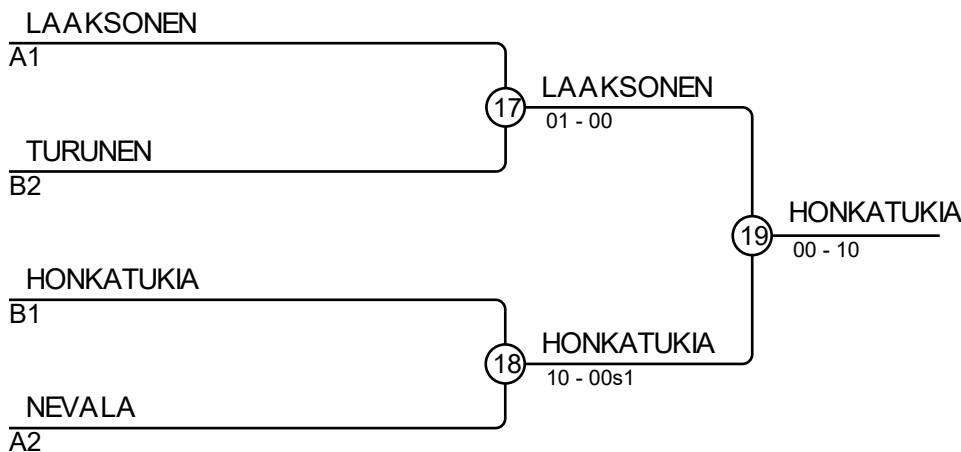 LAAKSONEN
A1
17
LAAKSONEN
01 - 00
TURUNEN
B2
19
HONKATUKIA
00 - 10
HONKATUKIA
B1
18
HONKATUKIA
10 - 00s1
NEVALA
A2